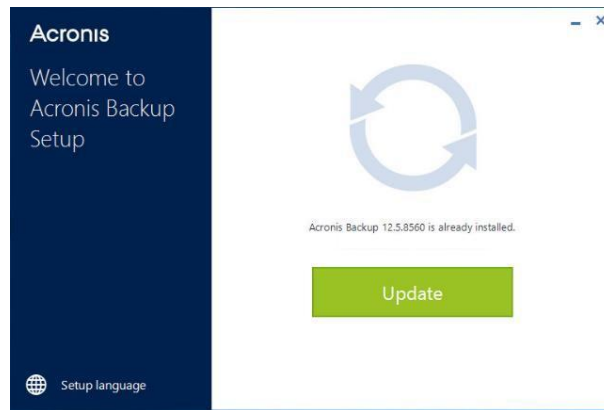 Acronis
Welcome to
Acronis Backup
Setup
Acronis Backup 12.5.8560 is already installed.
Update
Setup language